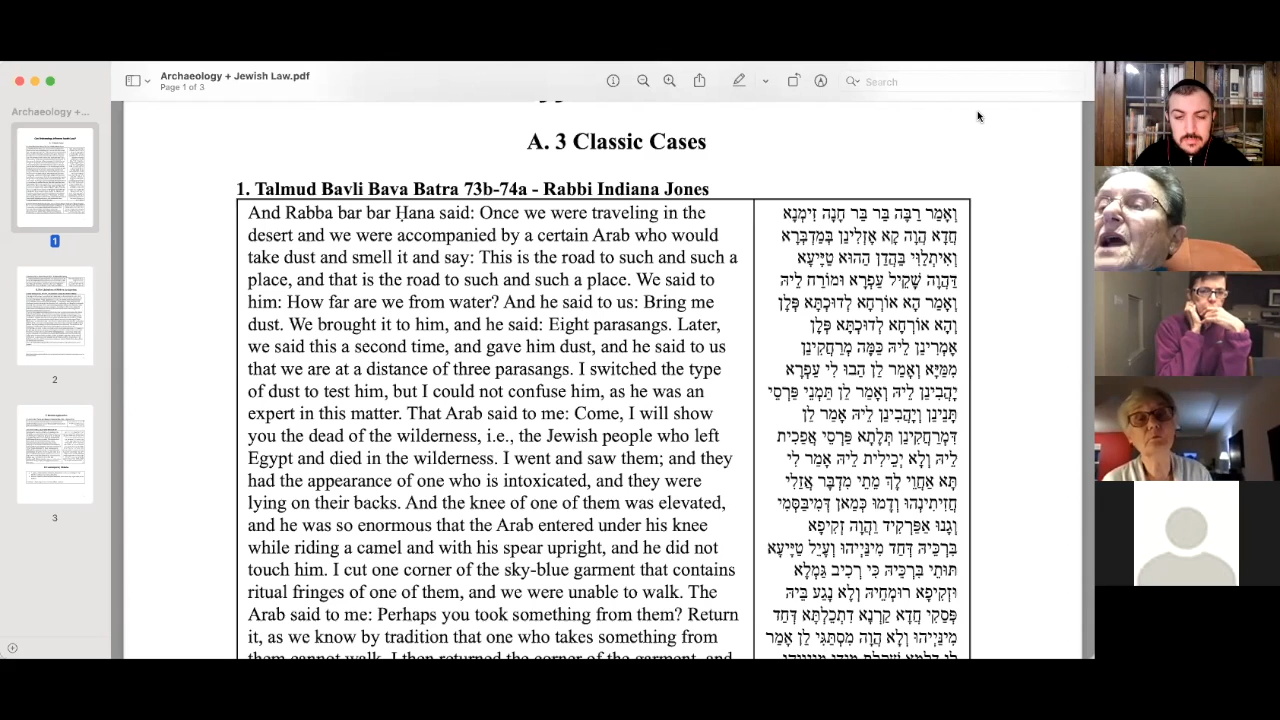 Archaeology + Jewish Law.pdf
Page 1 of 3
Search
Archaeology +...
1
2
3
A. 3 Classic Cases
1. Talmud Bavli Bava Batra 73b-74a - Rabbi Indiana Jones
And Rabba bar bar Ḥana said: Once we were traveling in the
desert and we were accompanied by a certain Arab who would
take dust and smell it and say: This is the road to such and such a
place, and that is the road to such and such a place. We said to
him: How far are we from water? And he said to us: Bring me
dust. We brought it to him, and he said: Eight parasangs. Later,
we said this a second time, and gave him dust, and he said to us
that we are at a distance of three parasangs. I switched the type
of dust to test him, but I could not confuse him, as he was an
expert in this matter. That Arab said to me: Come, I will show
you the dead of the wilderness, i.e., the Jewish people who left
Egypt and died in the wilderness. I went and saw them; and they
had the appearance of one who is intoxicated, and they were
lying on their backs. And the knee of one of them was elevated,
and he was so enormous that the Arab entered under his knee
while riding a camel and with his spear upright, and he did not
touch him. I cut one corner of the sky-blue garment that contains
ritual fringes of one of them, and we were unable to walk. The
Arab said to me: Perhaps you took something from them? Return
it, as we know by tradition that one who takes something from
them cannot walk. I then returned the corner of the garment, and
וְאָמַר רַבָּה בַּר בַּר חָנָה זִימְנָא
חֲדָא הֲוָה קָא אָזְלִינַן בְּמַדְבְּרָא
וְאִיתְלַוִּי בַּהֲדַן הָהוּא טַיָּיעָא
דַּהֲוָה שָׁקֵיל עַפְרָא וּמוֹרַח לֵיהּ
וְאָמַר הָא אוֹרְחָא לְדוּכְתָּא פְּלָן
וְהָא אוֹרְחָא לְדוּכְתָּא פְּלָן
אָמְרִינַן לֵיהּ כַּמָּה מְרַחֲקִינַן
מִמַּיָּא וְאָמַר לַן הַבוּ לִי עַפְרָא
יָהֲבִינַן לֵיהּ וְאָמַר לַן תַּמְנֵי פַּרְסֵי
תָּנֵינַן וְיָהֲבִינַן לֵיהּ אֲמַר לַן
דִּמְרַחֲקִינַן תְּלָתָא פַּרְסֵי אֲפַכִית
לֵיהּ וְלָא יְכֵילִית לֵיהּ אֲמַר לִי
תָּא אַחְוֵי לָךְ מֵתֵי מִדְבָּר אֲזַלִי
חֲזֵיתִינְהוּ וְדָמוּ כְּמַאן דְּמִיבַּסְּמִי
וְגָנוּ אַפַּרְקִיד וַהֲוָה זְקִיפָא
בִּרְכֵּיהּ דְּחַד מִינַּיְיהוּ וְעָיֵיל טַיָּיעָא
תּוּתֵי בִּרְכֵּיהּ כִּי רְכִיב גַּמְלָא
וּזְקִיפָא רוּמְחֵיהּ וְלָא נְגַע בֵּיהּ
פְּסַקִי חֲדָא קַרְנָא דִתְכֵלְתָּא דְּחַד
מִינַּיְיהוּ וְלָא הֲוָה מִסְתַּגִּי לַן אֲמַר